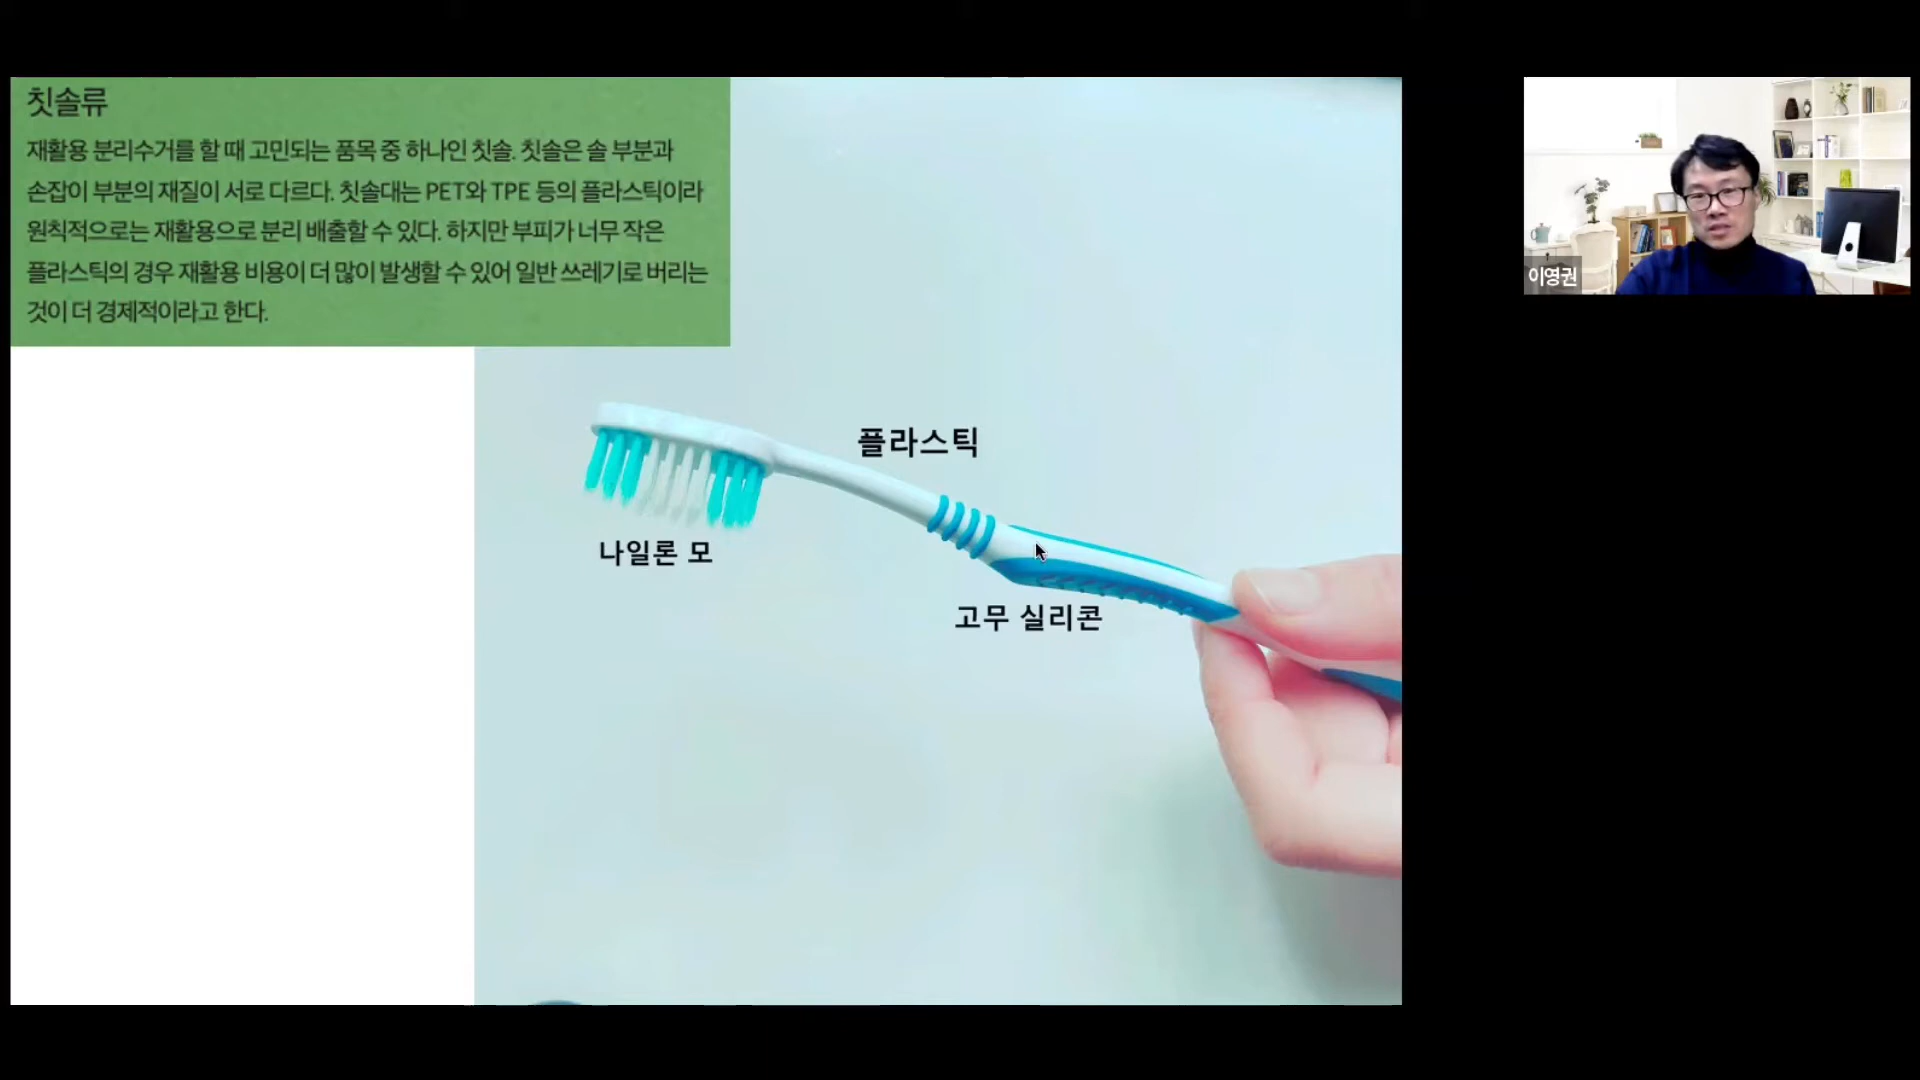 칫솔류
재활용 분리수거를 할 때 고민되는 품목 중 하나인 칫솔. 칫솔은 솔 부분과
손잡이 부분의 재질이 서로 다르다. 칫솔대는 PET와 TPE 등의 플라스틱이라
원칙적으로는 재활용으로 분리 배출할 수 있다. 하지만 부피가 너무 작은
플라스틱의 경우 재활용 비용이 더 많이 발생할 수 있어 일반 쓰레기로 버리는
것이 더 경제적이라고 한다.
플라스틱
나일론 모
고무 실리콘
이영권